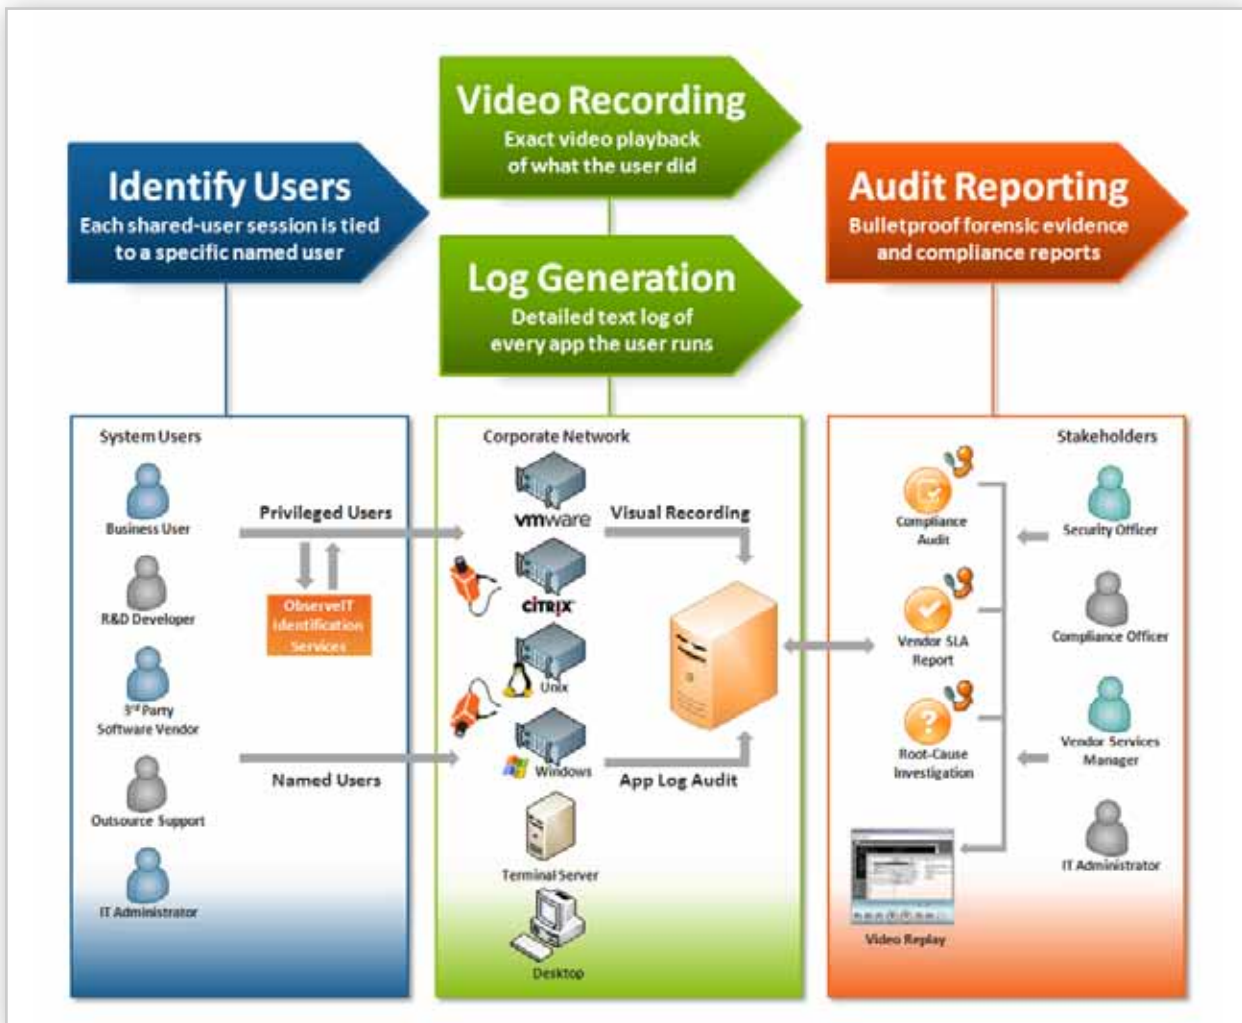 Video Recording
Exact video playback
of what the user did
Identify Users
Each shared-user session is tied
to a specific named user
Log Generation
Detailed text log of
every app the user runs
Audit Reporting
Bulletproof forensic evidence
and compliance reports
System Users
Business User
R&D Developer
3rd Party
Software Vendor
Outsource Support
IT Administrator
Privileged Users
ObserveIT
Identification
Services
Named Users
Corporate Network
vmware
CITRIX
Unix
Windows
Terminal Server
Desktop
Visual Recording
App Log Audit
Stakeholders
Compliance
Audit
Vendor SLA
Report
Root-Cause
Investigation
Video Replay
Security Officer
Compliance Officer
Vendor Services
Manager
IT Administrator